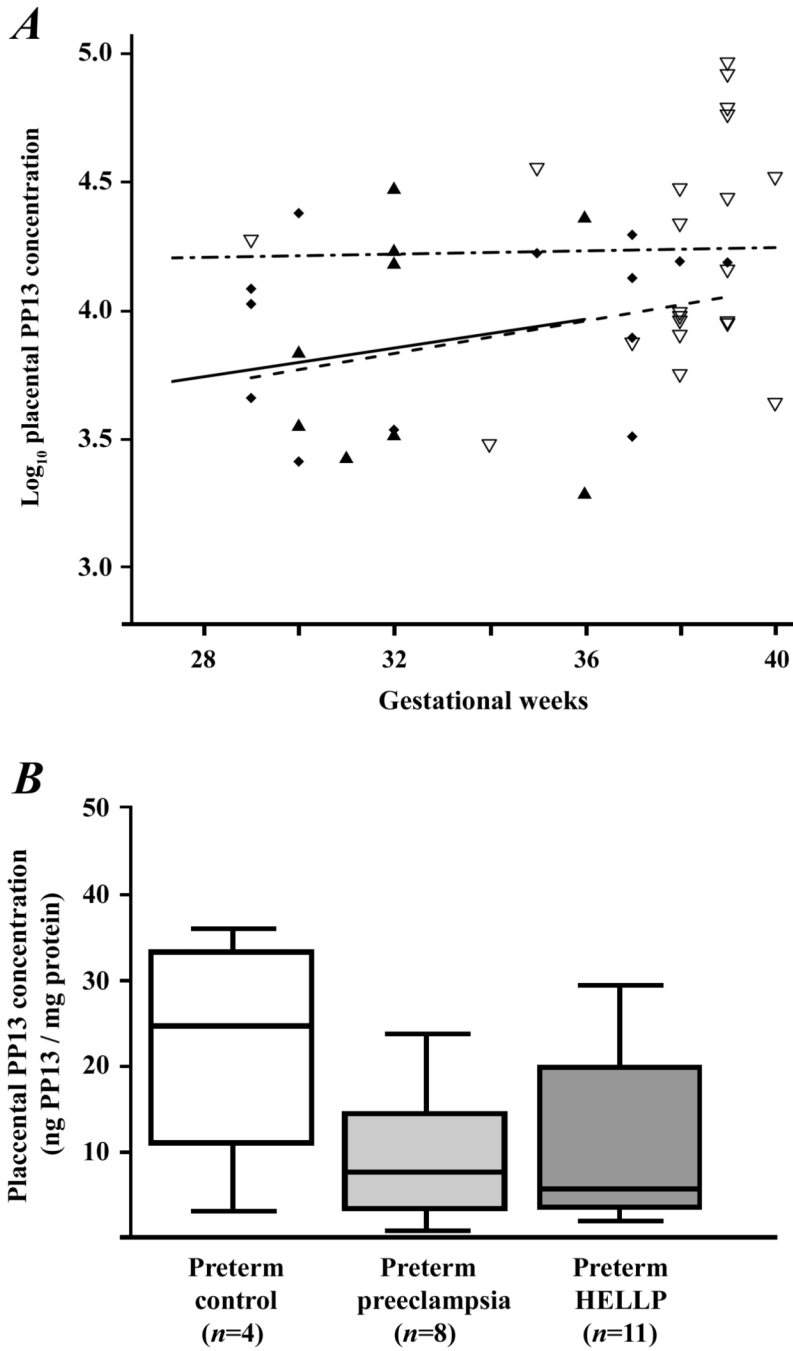 A
5.0
4.5
4.0
3.5
3.0
Log10 placental PP13 concentration
28 32 36 40
Gestational weeks
B
50
40
30
20
10
Placcental PP13 concentration
(ng PP13 / mg protein)
Preterm control (n=4)
Preterm preeclampsia (n=8)
Preterm HELLP (n=11)